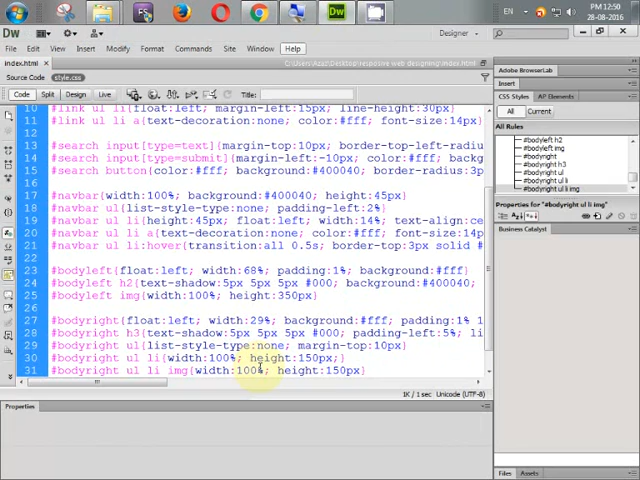 EN
PM 12:50
28-08-2016
Dw
File
Edit
View
Insert
Modify
Format
Commands
Site
Window
Help
Designer
index.html
Source Code
style.css
Code
Split
Design
Live
Title:
10 #link ul li{float:left; margin-left:15px; line-height:30px}
11 #link ul li a{text-decoration:none; color:#fff; font-size:14px}
12
13 #search input[type=text]{margin-top:10px; border-top-left-r
14 #search input[type=submit]{margin-left:-10px; color:#fff;
15 #search button{color:#fff; background:#400040; border-radius:3p
16
17 #navbar{width:100%; background:#400040; height:45px}
18 #navbar ul{list-style-type:none; padding-left:2%}
19 #navbar ul li{height:45px; float:left; width:14%; text-align:ce
20 #navbar ul li a{text-decoration:none; color:#fff; font-size:14p
21 #navbar ul li:hover{transition:all 0.5s; border-top:3px solid #
22
23 #bodyleft{float:left; width:68%; padding:1%; background:#fff}
24 #bodyleft h2{text-shadow:5px 5px 5px #000; background:#400040
25 #bodyleft img{width:100%; height:350px}
26
27 #bodyright{float:left; width:29%; background:#fff; padding:1% 1
28 #bodyright h3{text-shadow:5px 5px 5px #000; padding-left:5%; li
29 #bodyright ul{list-style-type:none; margin-top:10px}
30 #bodyright ul li{width:100%; height:150px;}
31 #bodyright ul li img{width:100%; height:150px}
1K / 1 sec Unicode (UTF-8)
Properties
Adobe BrowserLab
Insert
CSS Styles
AP Elements
All
Current
All Rules
#bodyleft h2
#bodyleft img
#bodyright
#bodyright h3
#bodyright ul
#bodyright ul li
#bodyright ul li img
Properties for "#bodyright ul li img"
Business Catalyst
Files
Assets